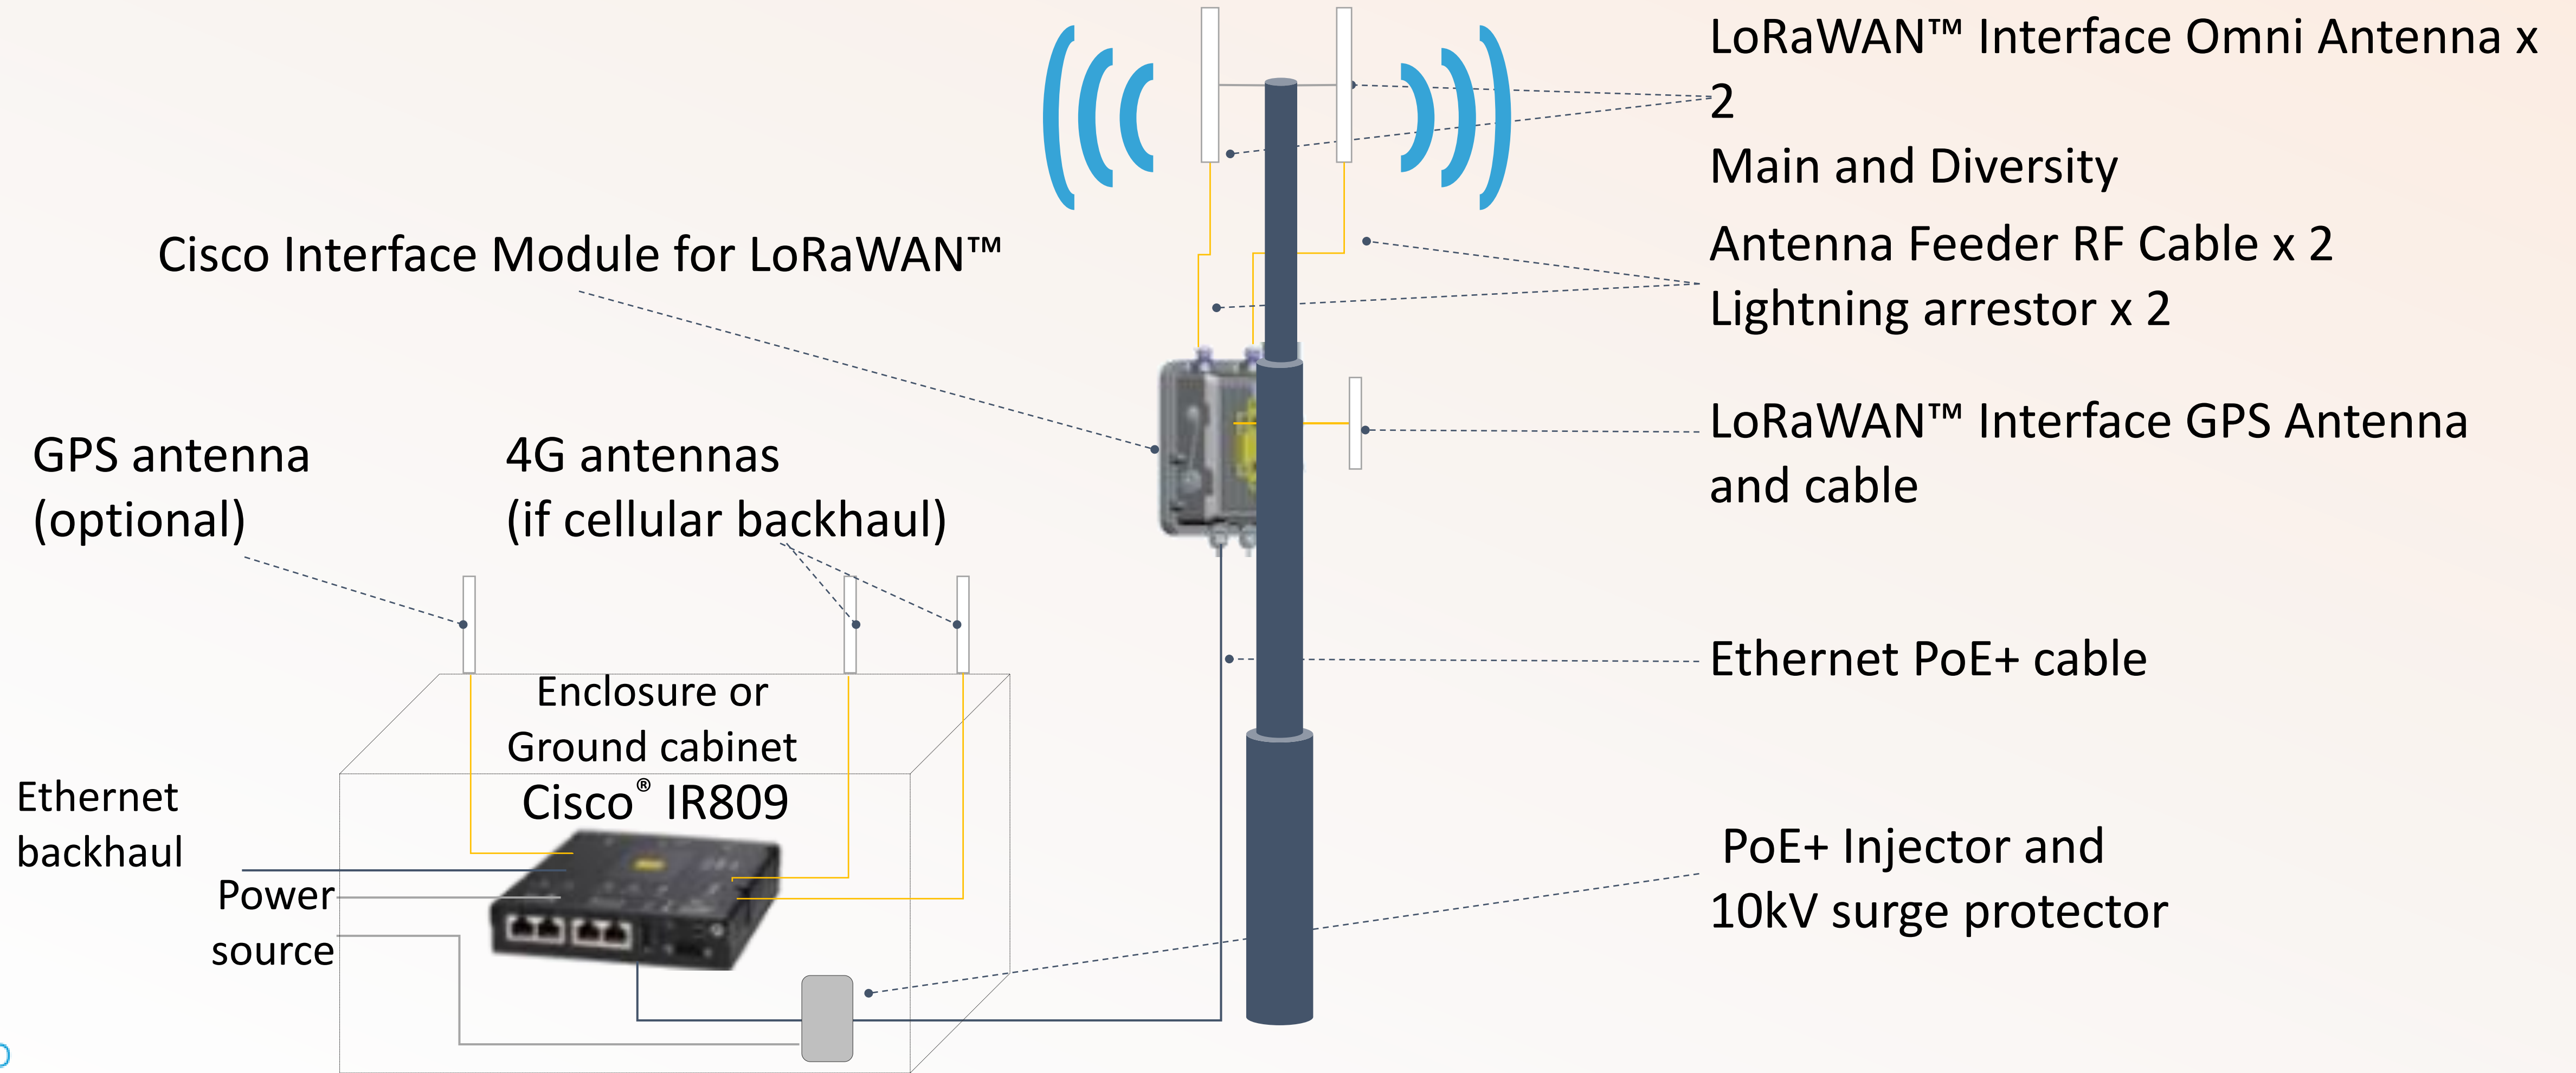 LoRaWAN™ Interface Omni Antenna x
2
Main and Diversity
Cisco Interface Module for LoRaWAN™
Antenna Feeder RF Cable x 2
Lightning arrestor x 2
GPS antenna
(optional)
4G antennas
(if cellular backhaul)
LoRaWAN™ Interface GPS Antenna
and cable
Ethernet PoE+ cable
Enclosure or
Ground cabinet
Cisco® IR809
Ethernet
backhaul
Power
source
PoE+ Injector and
10kV surge protector